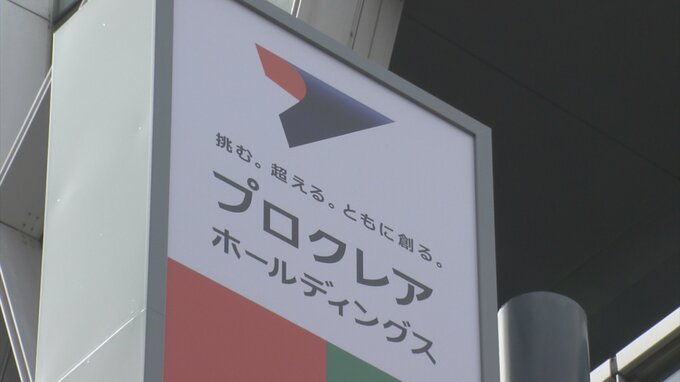 挑む。超える。ともに創る。
プロクレア
ホールディングス